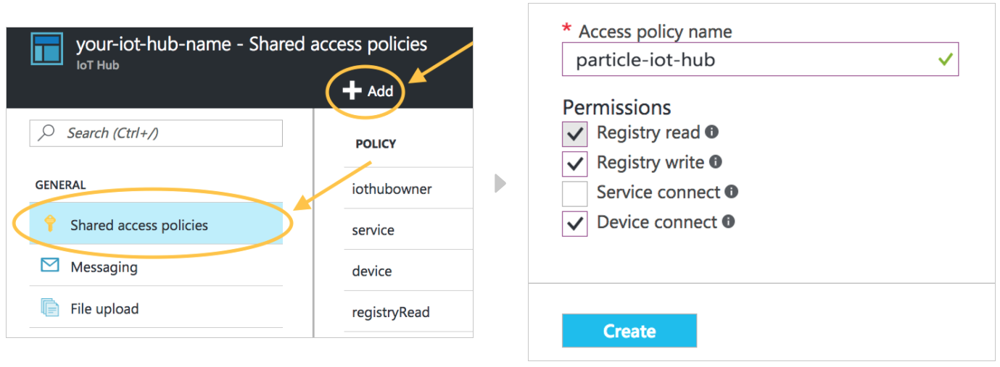 your-iot-hub-name - Shared access policies
IoT Hub
Add
Search (Ctrl+/)
GENERAL
Shared access policies
Messaging
File upload
POLICY
iothubowner
service
device
registryRead
* Access policy name
particle-iot-hub
Permissions
Registry read
Registry write
Service connect
Device connect
Create